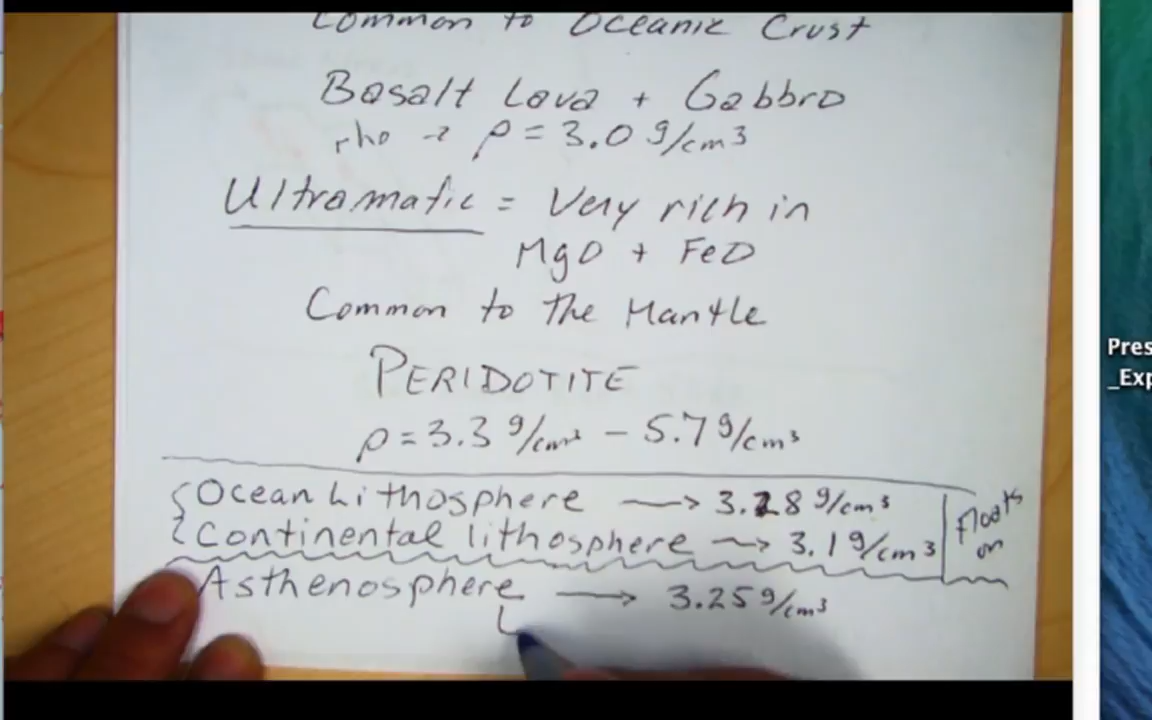 Common to Oceanic Crust
Basalt Lava + Gabbro
rho → ρ = 3.0 g/cm³
Ultramafic = Very rich in
MgO + FeO
Common to the Mantle
PERIDOTITE
ρ = 3.3 g/cm³ – 5.7 g/cm³
Ocean Lithosphere → 3.28 g/cm³
Continental lithosphere → 3.1 g/cm³
floats on
Asthenosphere → 3.25 g/cm³
Pres
_Exp